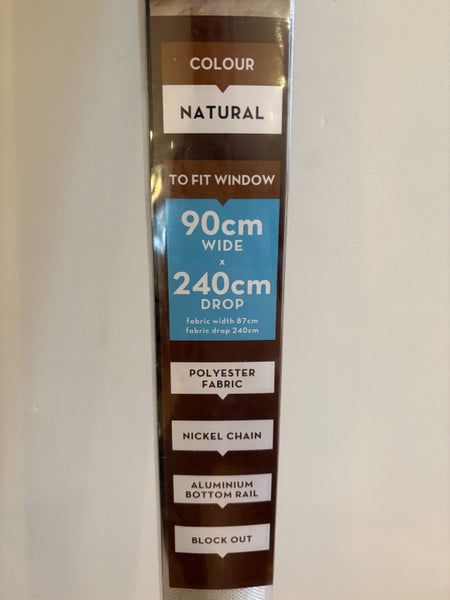 COLOUR
NATURAL
TO FIT WINDOW
90cm
WIDE
x
240cm
DROP
fabric width 87cm
fabric drop 240cm
POLYESTER
FABRIC
NICKEL CHAIN
ALUMINIUM
BOTTOM RAIL
BLOCK OUT